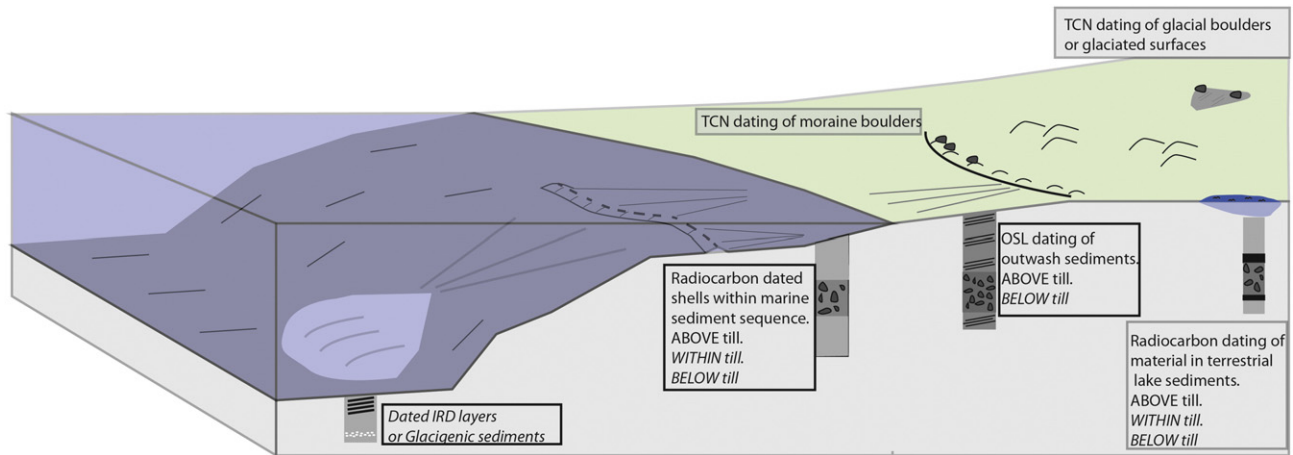 TCN dating of glacial boulders
or glaciated surfaces
TCN dating of moraine boulders
OSL dating of
outwash sediments.
ABOVE till.
BELOW till
Radiocarbon dated
shells within marine
sediment sequence.
ABOVE till.
WITHIN till.
BELOW till
Radiocarbon dating of
material in terrestrial
lake sediments.
ABOVE till.
WITHIN till.
BELOW till
Dated IRD layers
or Glacigenic sediments